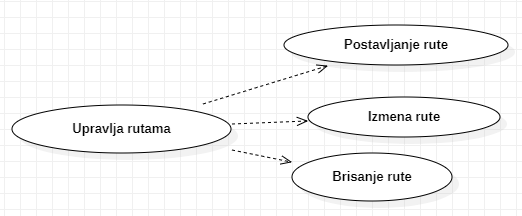 Postavljanje rute
Upravlja rutama
Izmena rute
Brisanje rute